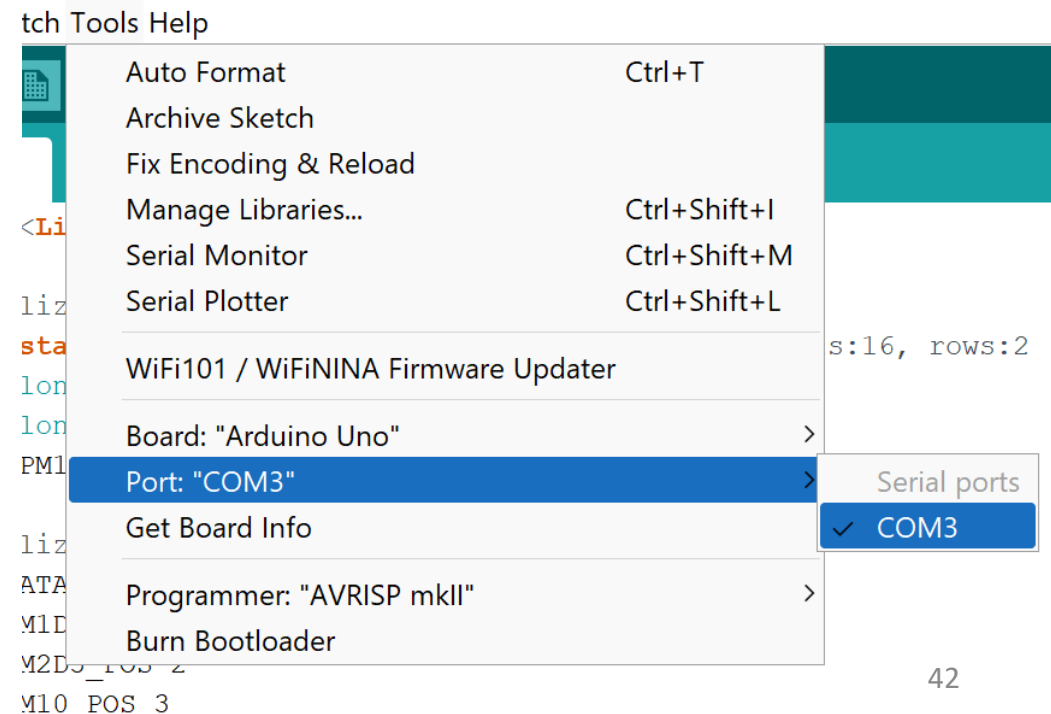 tch Tools Help
Auto Format Ctrl+T
Archive Sketch
Fix Encoding & Reload
<Li Manage Libraries... Ctrl+Shift+I
Serial Monitor Ctrl+Shift+M
liz Serial Plotter Ctrl+Shift+L
sta s:16, rows:2
WiFi101 / WiFiNINA Firmware Updater
lon
lon Board: "Arduino Uno"
PM1 Port: "COM3" Serial ports
Get Board Info COM3
liz
ATA Programmer: "AVRISP mkII"
M1D Burn Bootloader
42
M10 POS 3